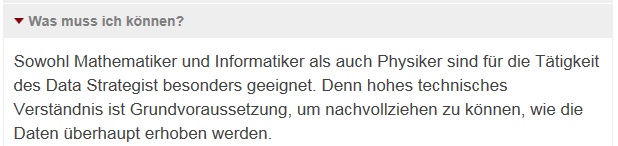 Was muss ich können?
Sowohl Mathematiker und Informatiker als auch Physiker sind für die Tätigkeit
des Data Strategist besonders geeignet. Denn hohes technisches
Verständnis ist Grundvoraussetzung, um nachvollziehen zu können, wie die
Daten überhaupt erhoben werden.